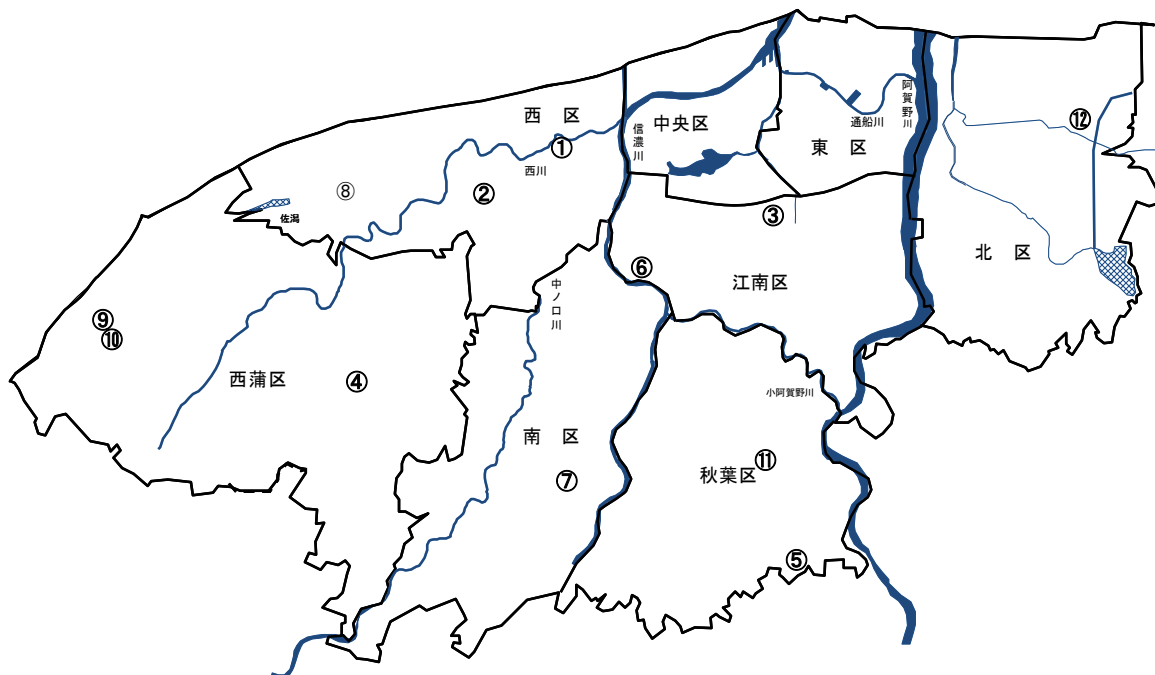 西 区
①
西川
②
⑧
佐潟
信濃川
中央区
東 区
通船川
阿賀野川
⑫
北 区
③
江南区
⑥
中ノ口川
⑨
⑩
西蒲区
④
南 区
⑦
小阿賀野川
秋葉区
⑪
⑤